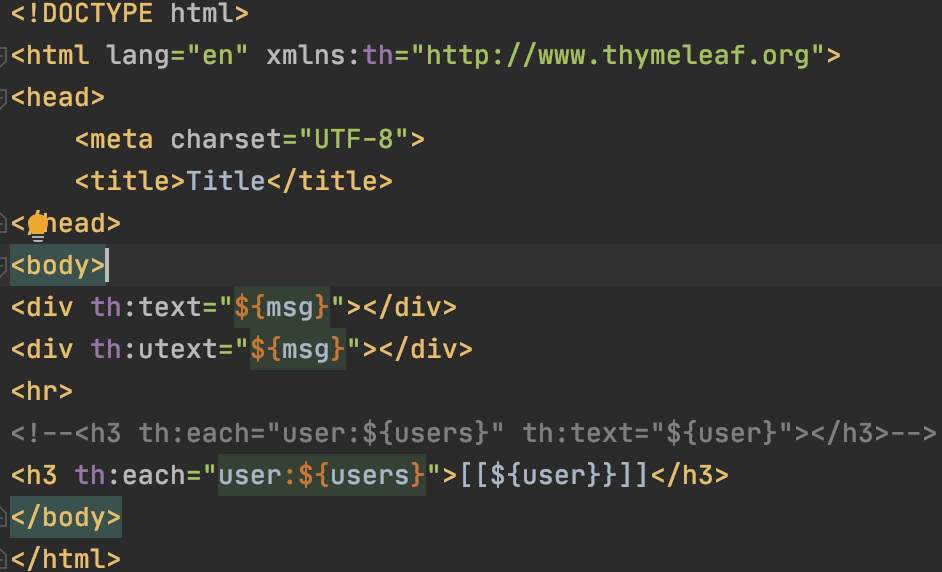 <!DOCTYPE html>
<html lang="en" xmlns:th="http://www.thymeleaf.org">
<head>
    <meta charset="UTF-8">
    <title>Title</title>
</head>
<body>
<div th:text="${msg}"></div>
<div th:utext="${msg}"></div>
<hr>
<!--<h3 th:each="user:${users}" th:text="${user}"></h3>-->
<h3 th:each="user:${users}">[[${user}}]]</h3>
</body>
</html>